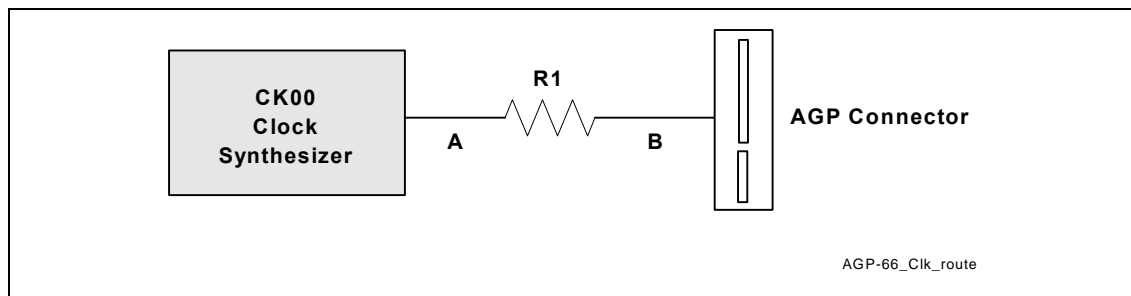 CK00
Clock
Synthesizer
R1
A
B
AGP Connector
AGP-66_Clk_route